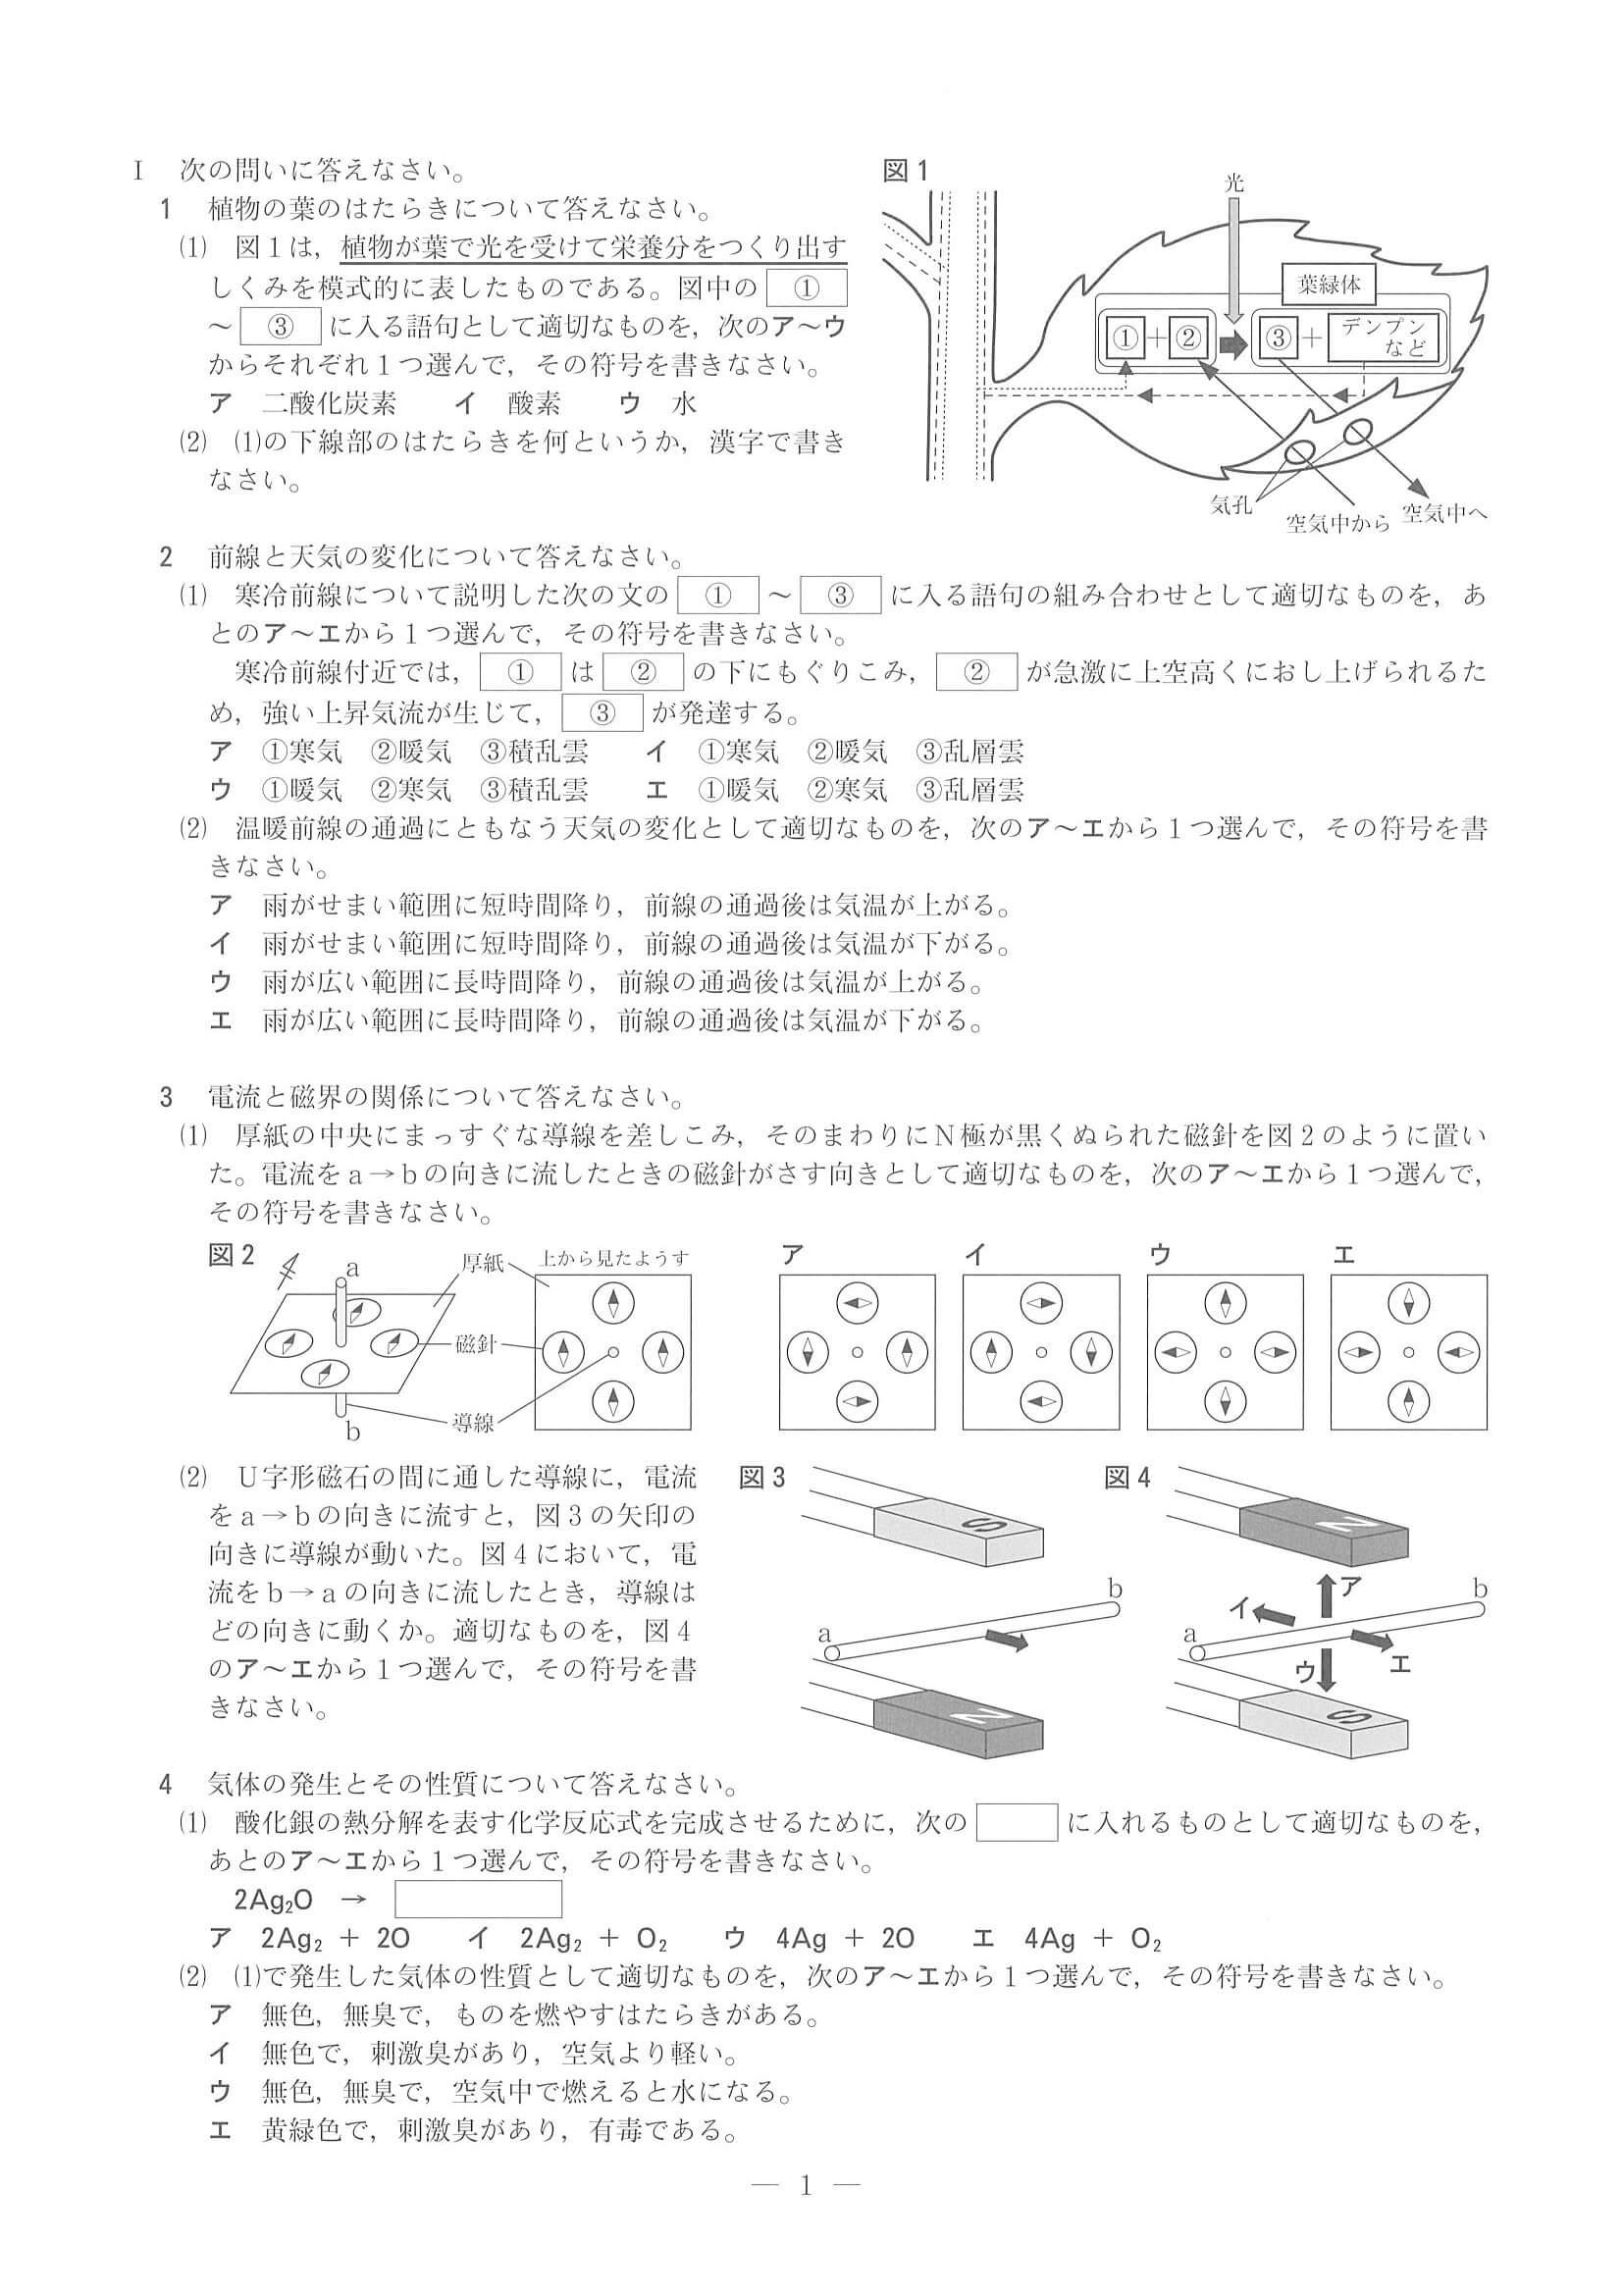 Ⅰ 次の問いに答えなさい。
1 植物の葉のはたらきについて答えなさい。
⑴ 図1は，植物が葉で光を受けて栄養分をつくり出す
しくみを模式的に表したものである。図中の ①
～ ③ に入る語句として適切なものを，次のア～ウ
からそれぞれ1つ選んで，その符号を書きなさい。
ア 二酸化炭素 イ 酸素 ウ 水
⑵ ⑴の下線部のはたらきを何というか，漢字で書き
なさい。
図1
光
葉緑体
① + ② ③ + デンプン
など
気孔
空気中から
空気中へ
2 前線と天気の変化について答えなさい。
⑴ 寒冷前線について説明した次の文の ① ～ ③ に入る語句の組み合わせとして適切なものを，あ
とのア～エから1つ選んで，その符号を書きなさい。
寒冷前線付近では， ① は ② の下にもぐりこみ， ② が急激に上空高くにおし上げられるた
め，強い上昇気流が生じて， ③ が発達する。
ア ①寒気 ②暖気 ③積乱雲 イ ①寒気 ②暖気 ③乱層雲
ウ ①暖気 ②寒気 ③積乱雲 エ ①暖気 ②寒気 ③乱層雲
⑵ 温暖前線の通過にともなう天気の変化として適切なものを，次のア～エから1つ選んで，その符号を書
きなさい。
ア 雨がせまい範囲に短時間降り，前線の通過後は気温が上がる。
イ 雨がせまい範囲に短時間降り，前線の通過後は気温が下がる。
ウ 雨が広い範囲に長時間降り，前線の通過後は気温が上がる。
エ 雨が広い範囲に長時間降り，前線の通過後は気温が下がる。
3 電流と磁界の関係について答えなさい。
⑴ 厚紙の中央にまっすぐな導線を差しこみ，そのまわりにN極が黒くぬられた磁針を図2のように置い
た。電流をa→bの向きに流したときの磁針がさす向きとして適切なものを，次のア～エから1つ選んで，
その符号を書きなさい。
図2
a
厚紙
上から見たようす
磁針
導線
b
ア イ ウ エ
⑵ U字形磁石の間に通した導線に，電流
をa→bの向きに流すと，図3の矢印の
向きに導線が動いた。図4において，電
流をb→aの向きに流したとき，導線は
どの向きに動くか。適切なものを，図4
のア～エから1つ選んで，その符号を書
きなさい。
図3
S
b
a
N
図4
N
ア
b
イ
a
ウ
エ
S
4 気体の発生とその性質について答えなさい。
⑴ 酸化銀の熱分解を表す化学反応式を完成させるために，次の に入れるものとして適切なものを，
あとのア～エから1つ選んで，その符号を書きなさい。
2Ag₂O →
ア 2Ag₂ + 2O イ 2Ag₂ + O₂ ウ 4Ag + 2O エ 4Ag + O₂
⑵ ⑴で発生した気体の性質として適切なものを，次のア～エから1つ選んで，その符号を書きなさい。
ア 無色，無臭で，ものを燃やすはたらきがある。
イ 無色で，刺激臭があり，空気より軽い。
ウ 無色，無臭で，空気中で燃えると水になる。
エ 黄緑色で，刺激臭があり，有毒である。
— 1 —